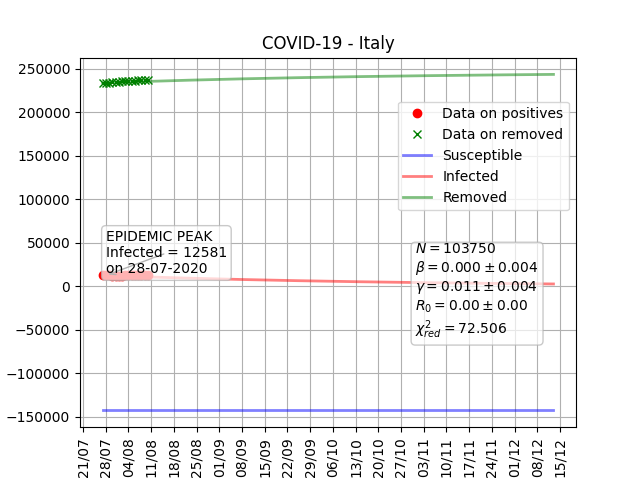 COVID-19 - Italy
250000
200000
150000
100000
50000
0
−50000
−100000
−150000
Data on positives
Data on removed
Susceptible
Infected
Removed
EPIDEMIC PEAK
Infected = 12581
on 28-07-2020
N = 103750
β = 0.000 ± 0.004
γ = 0.011 ± 0.004
R₀ = 0.00 ± 0.00
χ²red = 72.506
21/07
28/07
04/08
11/08
18/08
25/08
01/09
08/09
15/09
22/09
29/09
06/10
13/10
20/10
27/10
03/11
10/11
17/11
24/11
01/12
08/12
15/12